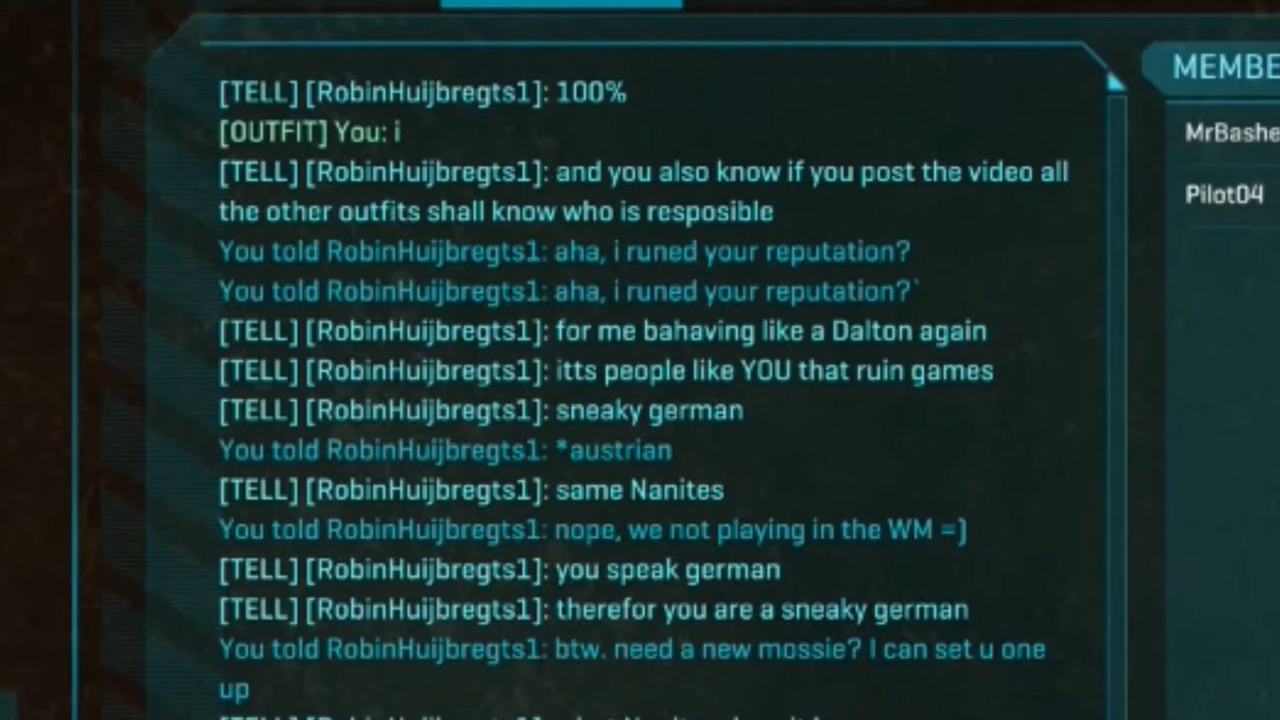 [TELL] [RobinHuijbregts1]: 100%
[OUTFIT] You: i
[TELL] [RobinHuijbregts1]: and you also know if you post the video all
the other outfits shall know who is resposible
You told RobinHuijbregts1: aha, i runed your reputation?
You told RobinHuijbregts1: aha, i runed your reputation?`
[TELL] [RobinHuijbregts1]: for me bahaving like a Dalton again
[TELL] [RobinHuijbregts1]: itts people like YOU that ruin games
[TELL] [RobinHuijbregts1]: sneaky german
You told RobinHuijbregts1: *austrian
[TELL] [RobinHuijbregts1]: same Nanites
You told RobinHuijbregts1: nope, we not playing in the WM =)
[TELL] [RobinHuijbregts1]: you speak german
[TELL] [RobinHuijbregts1]: therefor you are a sneaky german
You told RobinHuijbregts1: btw. need a new mossie? I can set u one
up
MEMBE
MrBashe
Pilot04